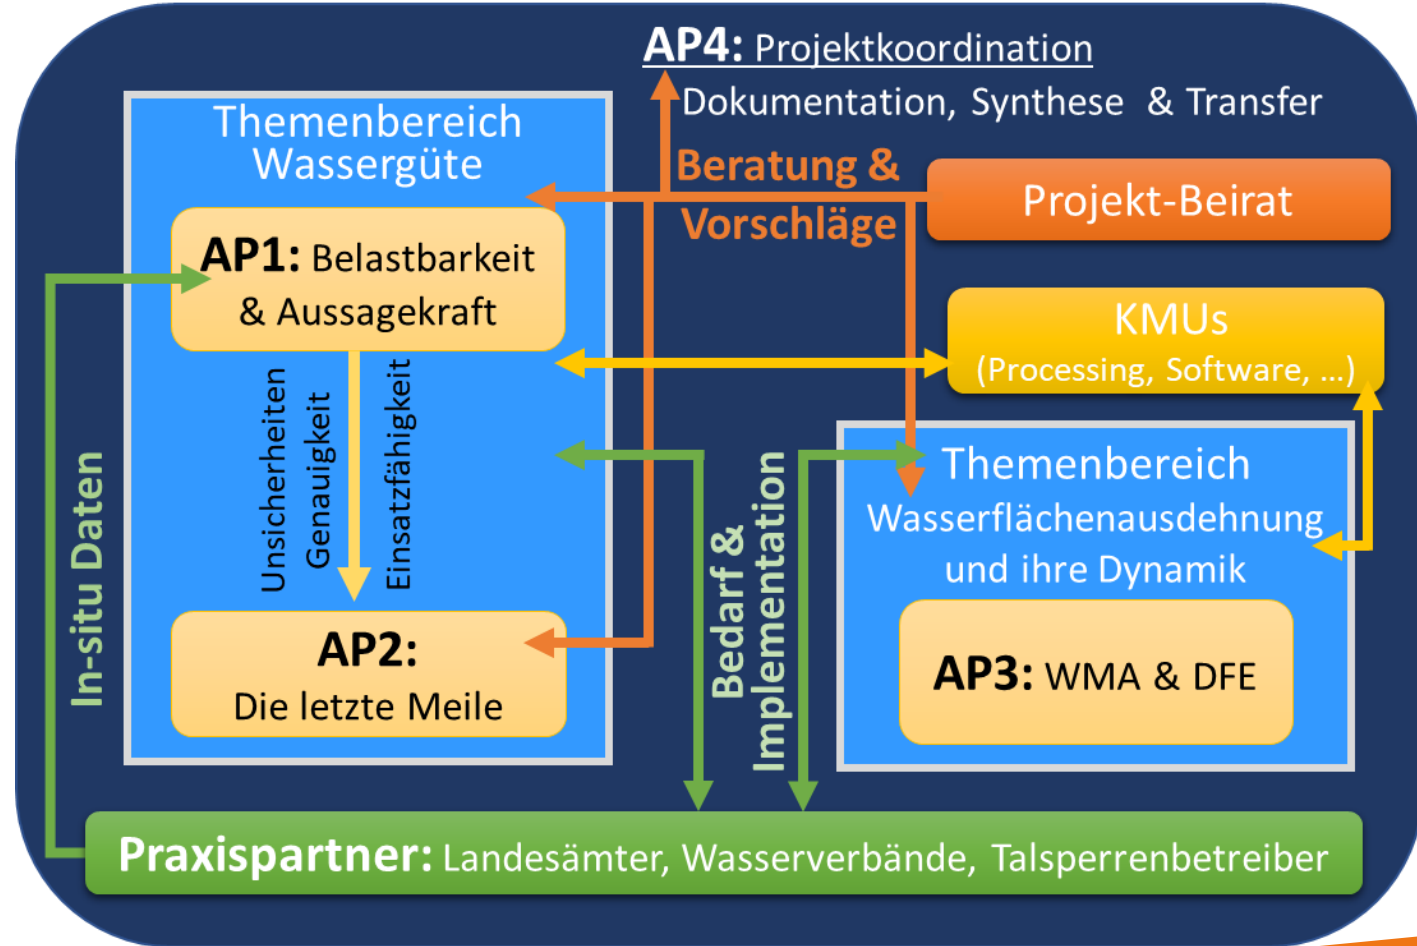 AP4: Projektkoordination
Dokumentation, Synthese & Transfer
Themenbereich
Wassergüte
Beratung &
Vorschläge
Projekt-Beirat
AP1: Belastbarkeit
& Aussagekraft
KMUs
(Processing, Software, ...)
Unsicherheiten
Genauigkeit
Einsatzfähigkeit
In-situ Daten
Bedarf &
Implementation
Themenbereich
Wasserflächenausdehnung
und ihre Dynamik
AP2:
Die letzte Meile
AP3: WMA & DFE
Praxispartner: Landesämter, Wasserverbände, Talsperrenbetreiber